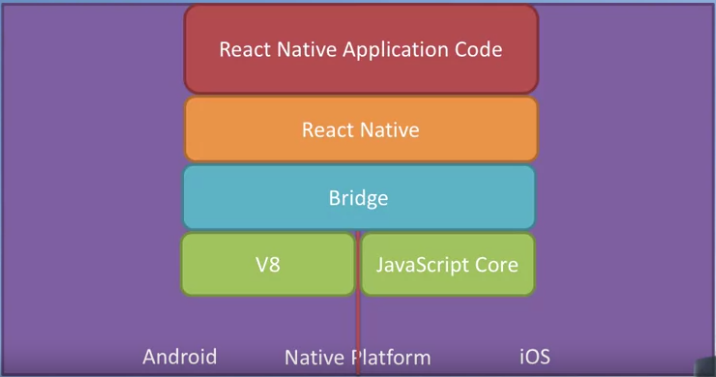 React Native Application Code
React Native
Bridge
V8 JavaScript Core
Android Native Platform iOS